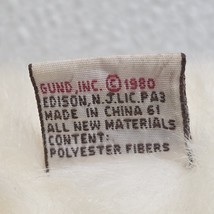 GUND, INC. © 1980
EDISON, N.J. LIC. PA3
MADE IN CHINA 61
ALL NEW MATERIALS
CONTENT:
POLYESTER FIBERS